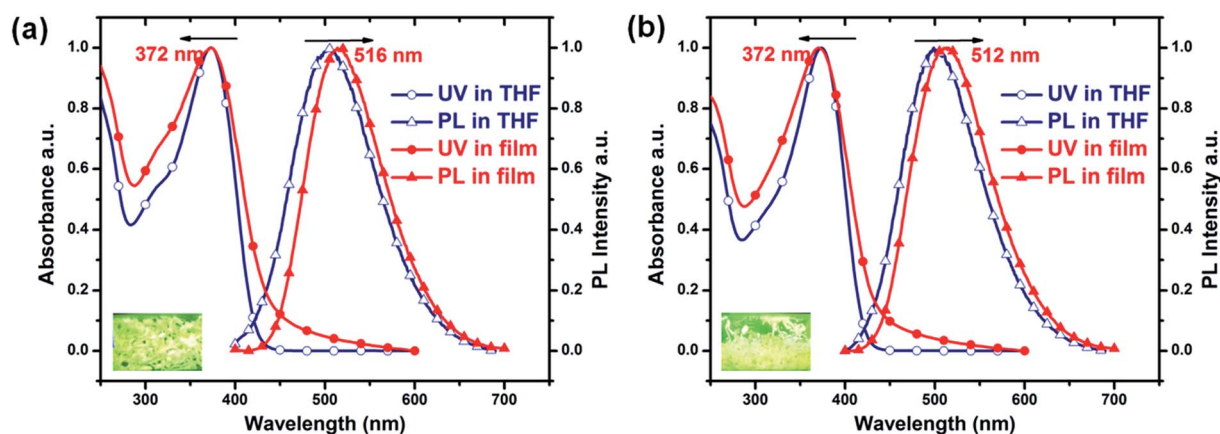 (a)
372 nm
516 nm
UV in THF
PL in THF
UV in film
PL in film
Absorbance a.u.
1.0
0.8
0.6
0.4
0.2
0.0
PL Intensity a.u.
1.0
0.8
0.6
0.4
0.2
0.0
300 400 500 600 700
Wavelength (nm)
(b)
372 nm
512 nm
UV in THF
PL in THF
UV in film
PL in film
Absorbance a.u.
1.0
0.8
0.6
0.4
0.2
0.0
PL Intensity a.u.
1.0
0.8
0.6
0.4
0.2
0.0
300 400 500 600 700
Wavelength (nm)